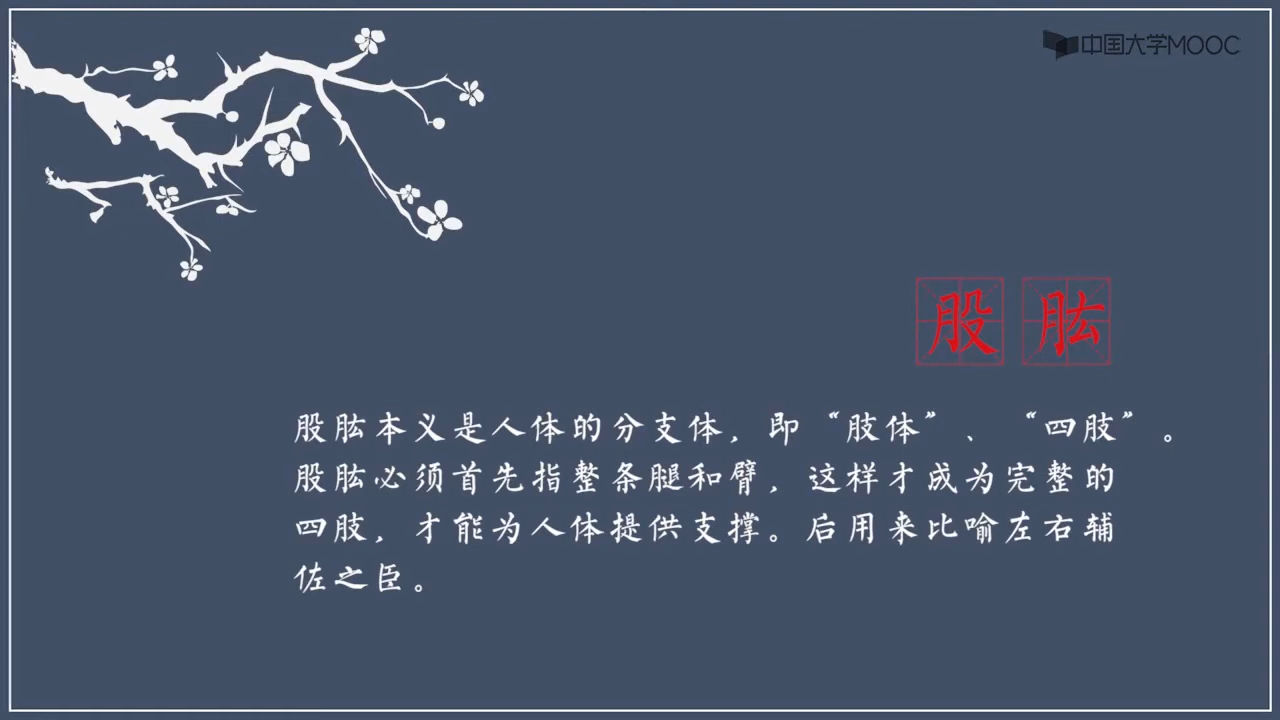 中国大学MOOC
股肱
股肱本义是人体的分支体，即“肢体”、“四肢”。
股肱必须首先指整条腿和臂，这样才成为完整的
四肢，才能为人体提供支撑。后用来比喻左右辅
佐之臣。